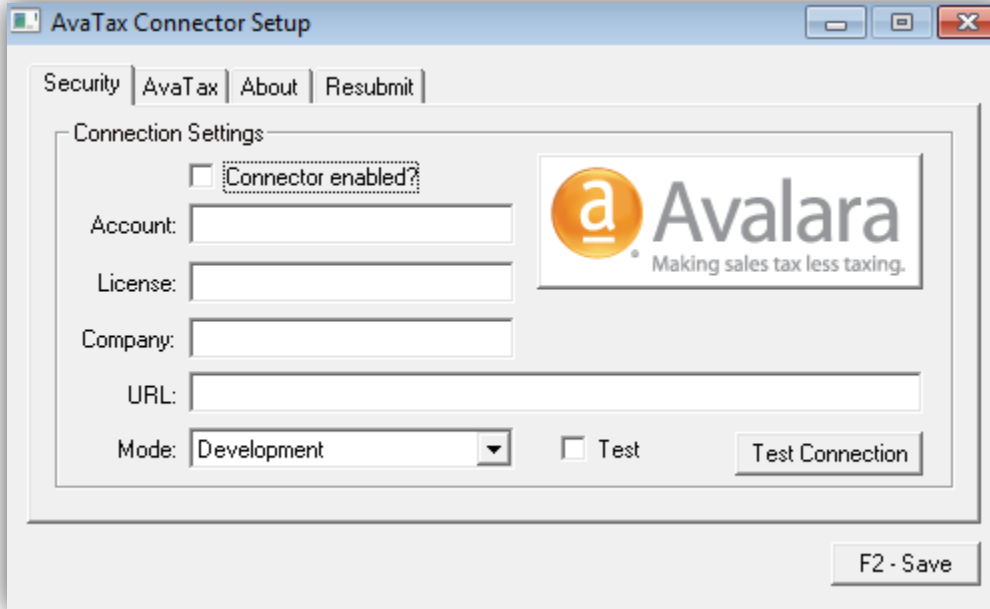 AvaTax Connector Setup
Security AvaTax About Resubmit
Connection Settings
Connector enabled?
Account:
License:
Company:
URL:
Mode: Development Test Test Connection
a Avalara
Making sales tax less taxing.
F2 - Save